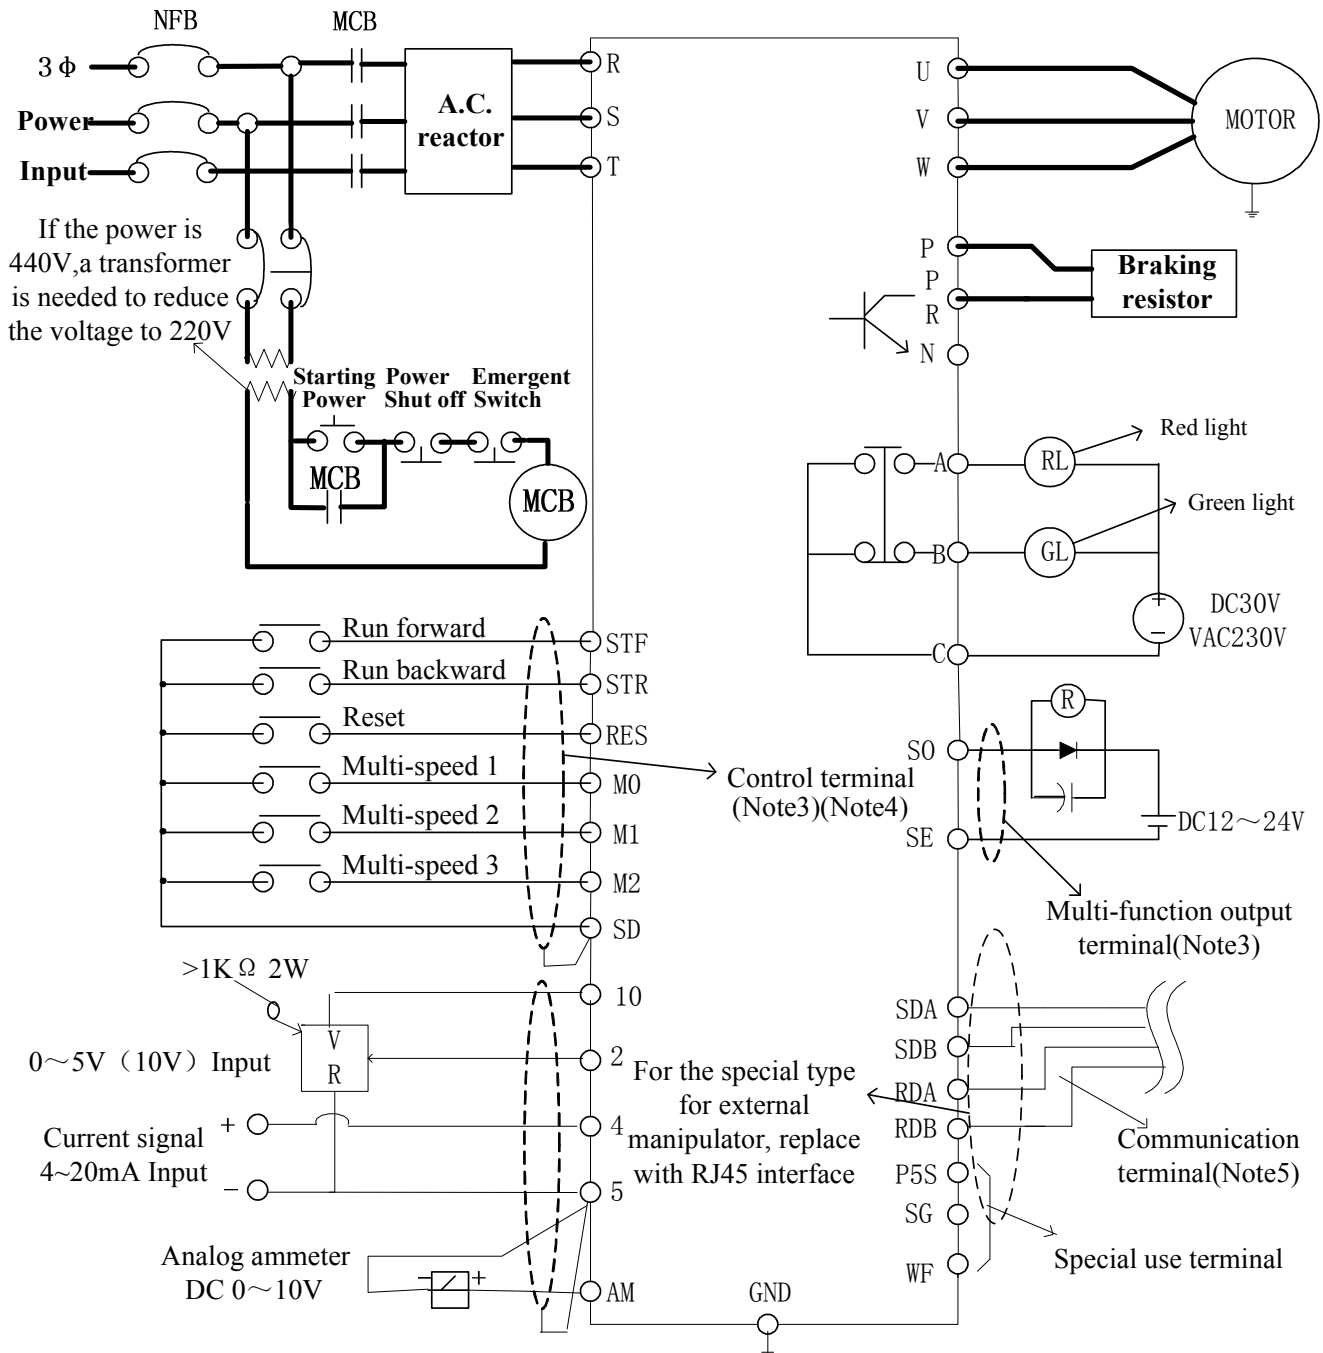 NFB
MCB
3Φ
Power
Input
A.C.
reactor
R
S
T
U
V
W
MOTOR
If the power is
440V,a transformer
is needed to reduce
the voltage to 220V
P
P
R
N
Braking
resistor
Starting
Power
Power
Shut off
Emergent
Switch
MCB
MCB
A
B
C
RL
GL
Red light
Green light
DC30V
VAC230V
Run forward
STF
Run backward
STR
Reset
RES
Multi-speed 1
M0
Multi-speed 2
M1
Multi-speed 3
M2
SD
Control terminal
(Note3)(Note4)
SO
SE
R
DC12～24V
Multi-function output
terminal(Note3)
>1KΩ 2W
V
R
0～5V（10V）Input
+
Current signal
4~20mA Input
−
10
2
4
5
Analog ammeter
DC 0～10V
−
+
AM
GND
For the special type
for external
manipulator, replace
with RJ45 interface
SDA
SDB
RDA
RDB
P5S
SG
WF
Communication
terminal(Note5)
Special use terminal